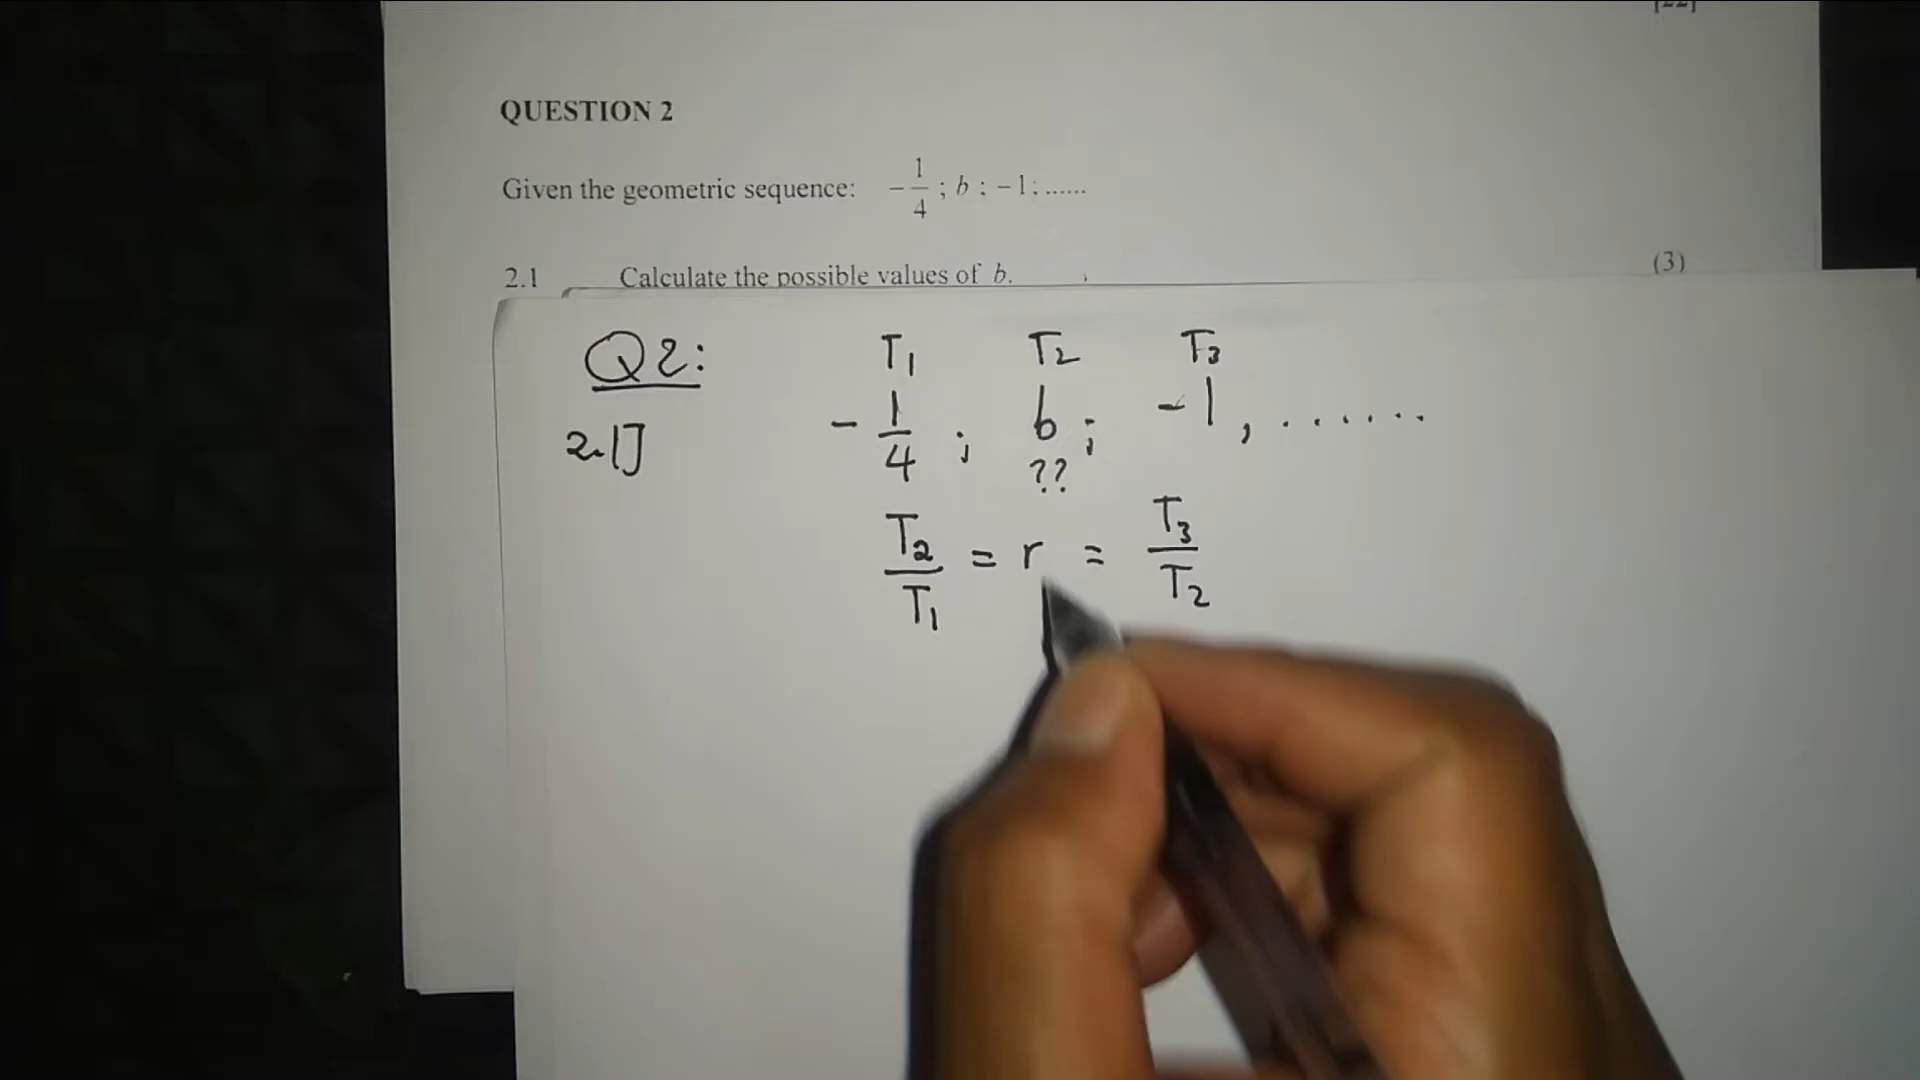 QUESTION 2
Given the geometric sequence: −1/4 ; b ; −1 ; ......
2.1 Calculate the possible values of b. (3)
Q2: T1 T2 T3
2.1] −1/4 ; b ; −1 , .......
??
T2/T1 = r = T3/T2